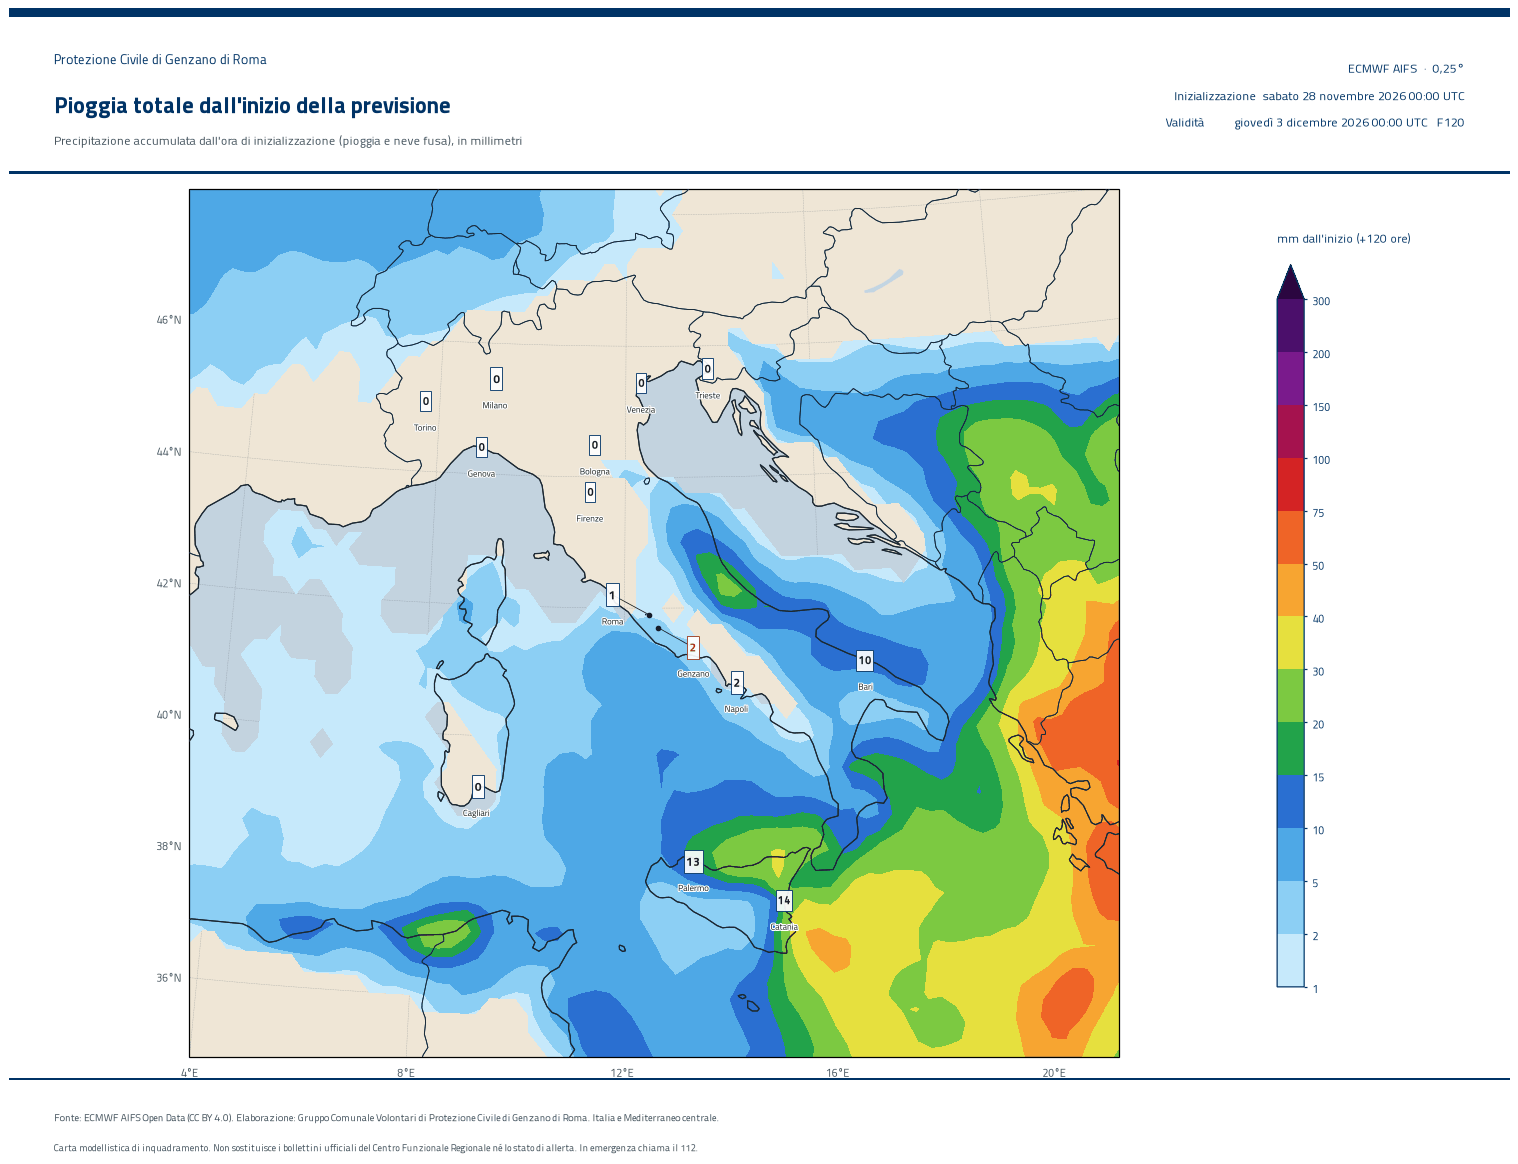 Protezione Civile di Genzano di Roma
Pioggia totale dall'inizio della previsione
Precipitazione accumulata dall'ora di inizializzazione (pioggia e neve fusa), in millimetri
ECMWF AIFS · 0,25°
Inizializzazione sabato 28 novembre 2026 00:00 UTC
Validità giovedì 3 dicembre 2026 00:00 UTC F120
mm dall'inizio (+120 ore)
300
200
150
100
75
50
40
30
20
15
10
5
2
1
46°N
44°N
42°N
40°N
38°N
36°N
4°E
8°E
12°E
16°E
20°E
0
Torino
0
Milano
0
Venezia
0
Trieste
0
Genova
0
Bologna
0
Firenze
1
Roma
2
Genzano
2
Napoli
10
Bari
0
Cagliari
13
Palermo
14
Catania
Fonte: ECMWF AIFS Open Data (CC BY 4.0). Elaborazione: Gruppo Comunale Volontari di Protezione Civile di Genzano di Roma. Italia e Mediterraneo centrale.
Carta modellistica di inquadramento. Non sostituisce i bollettini ufficiali del Centro Funzionale Regionale né lo stato di allerta. In emergenza chiama il 112.